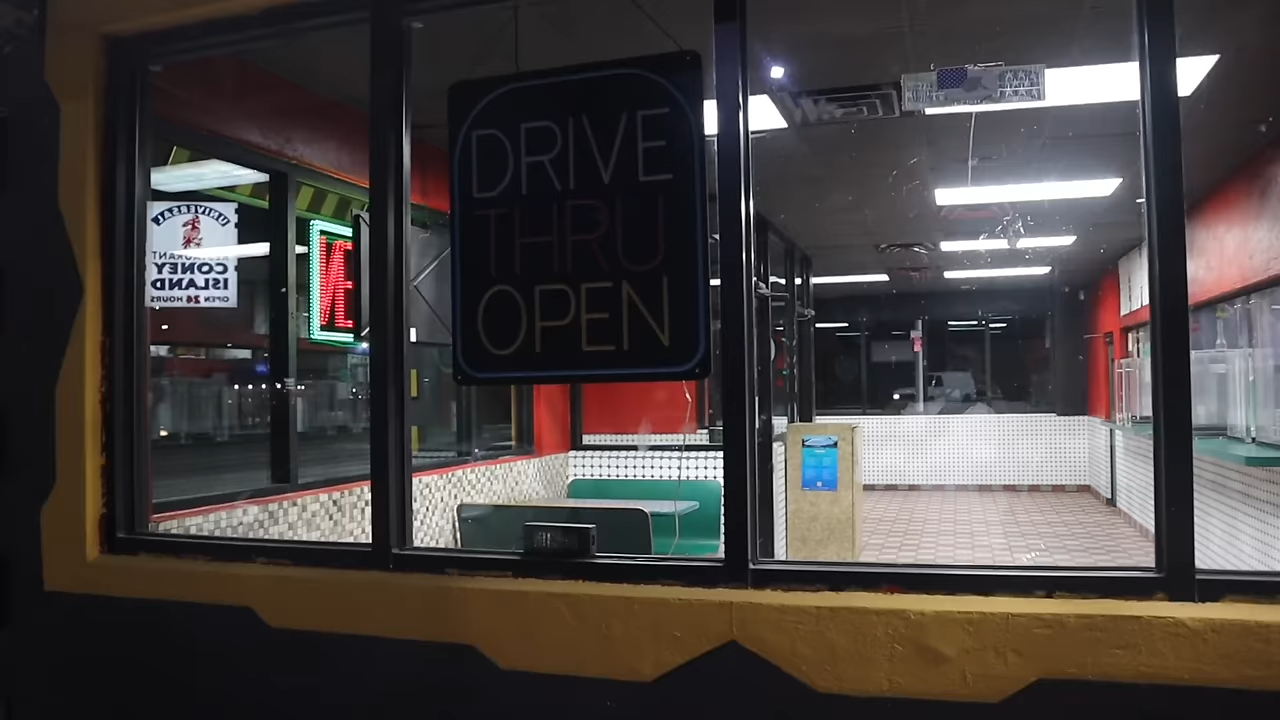 UNIVERSAL
RESTAURANT
CONEY
ISLAND
OPEN 24 HOURS
DRIVE
THRU
OPEN